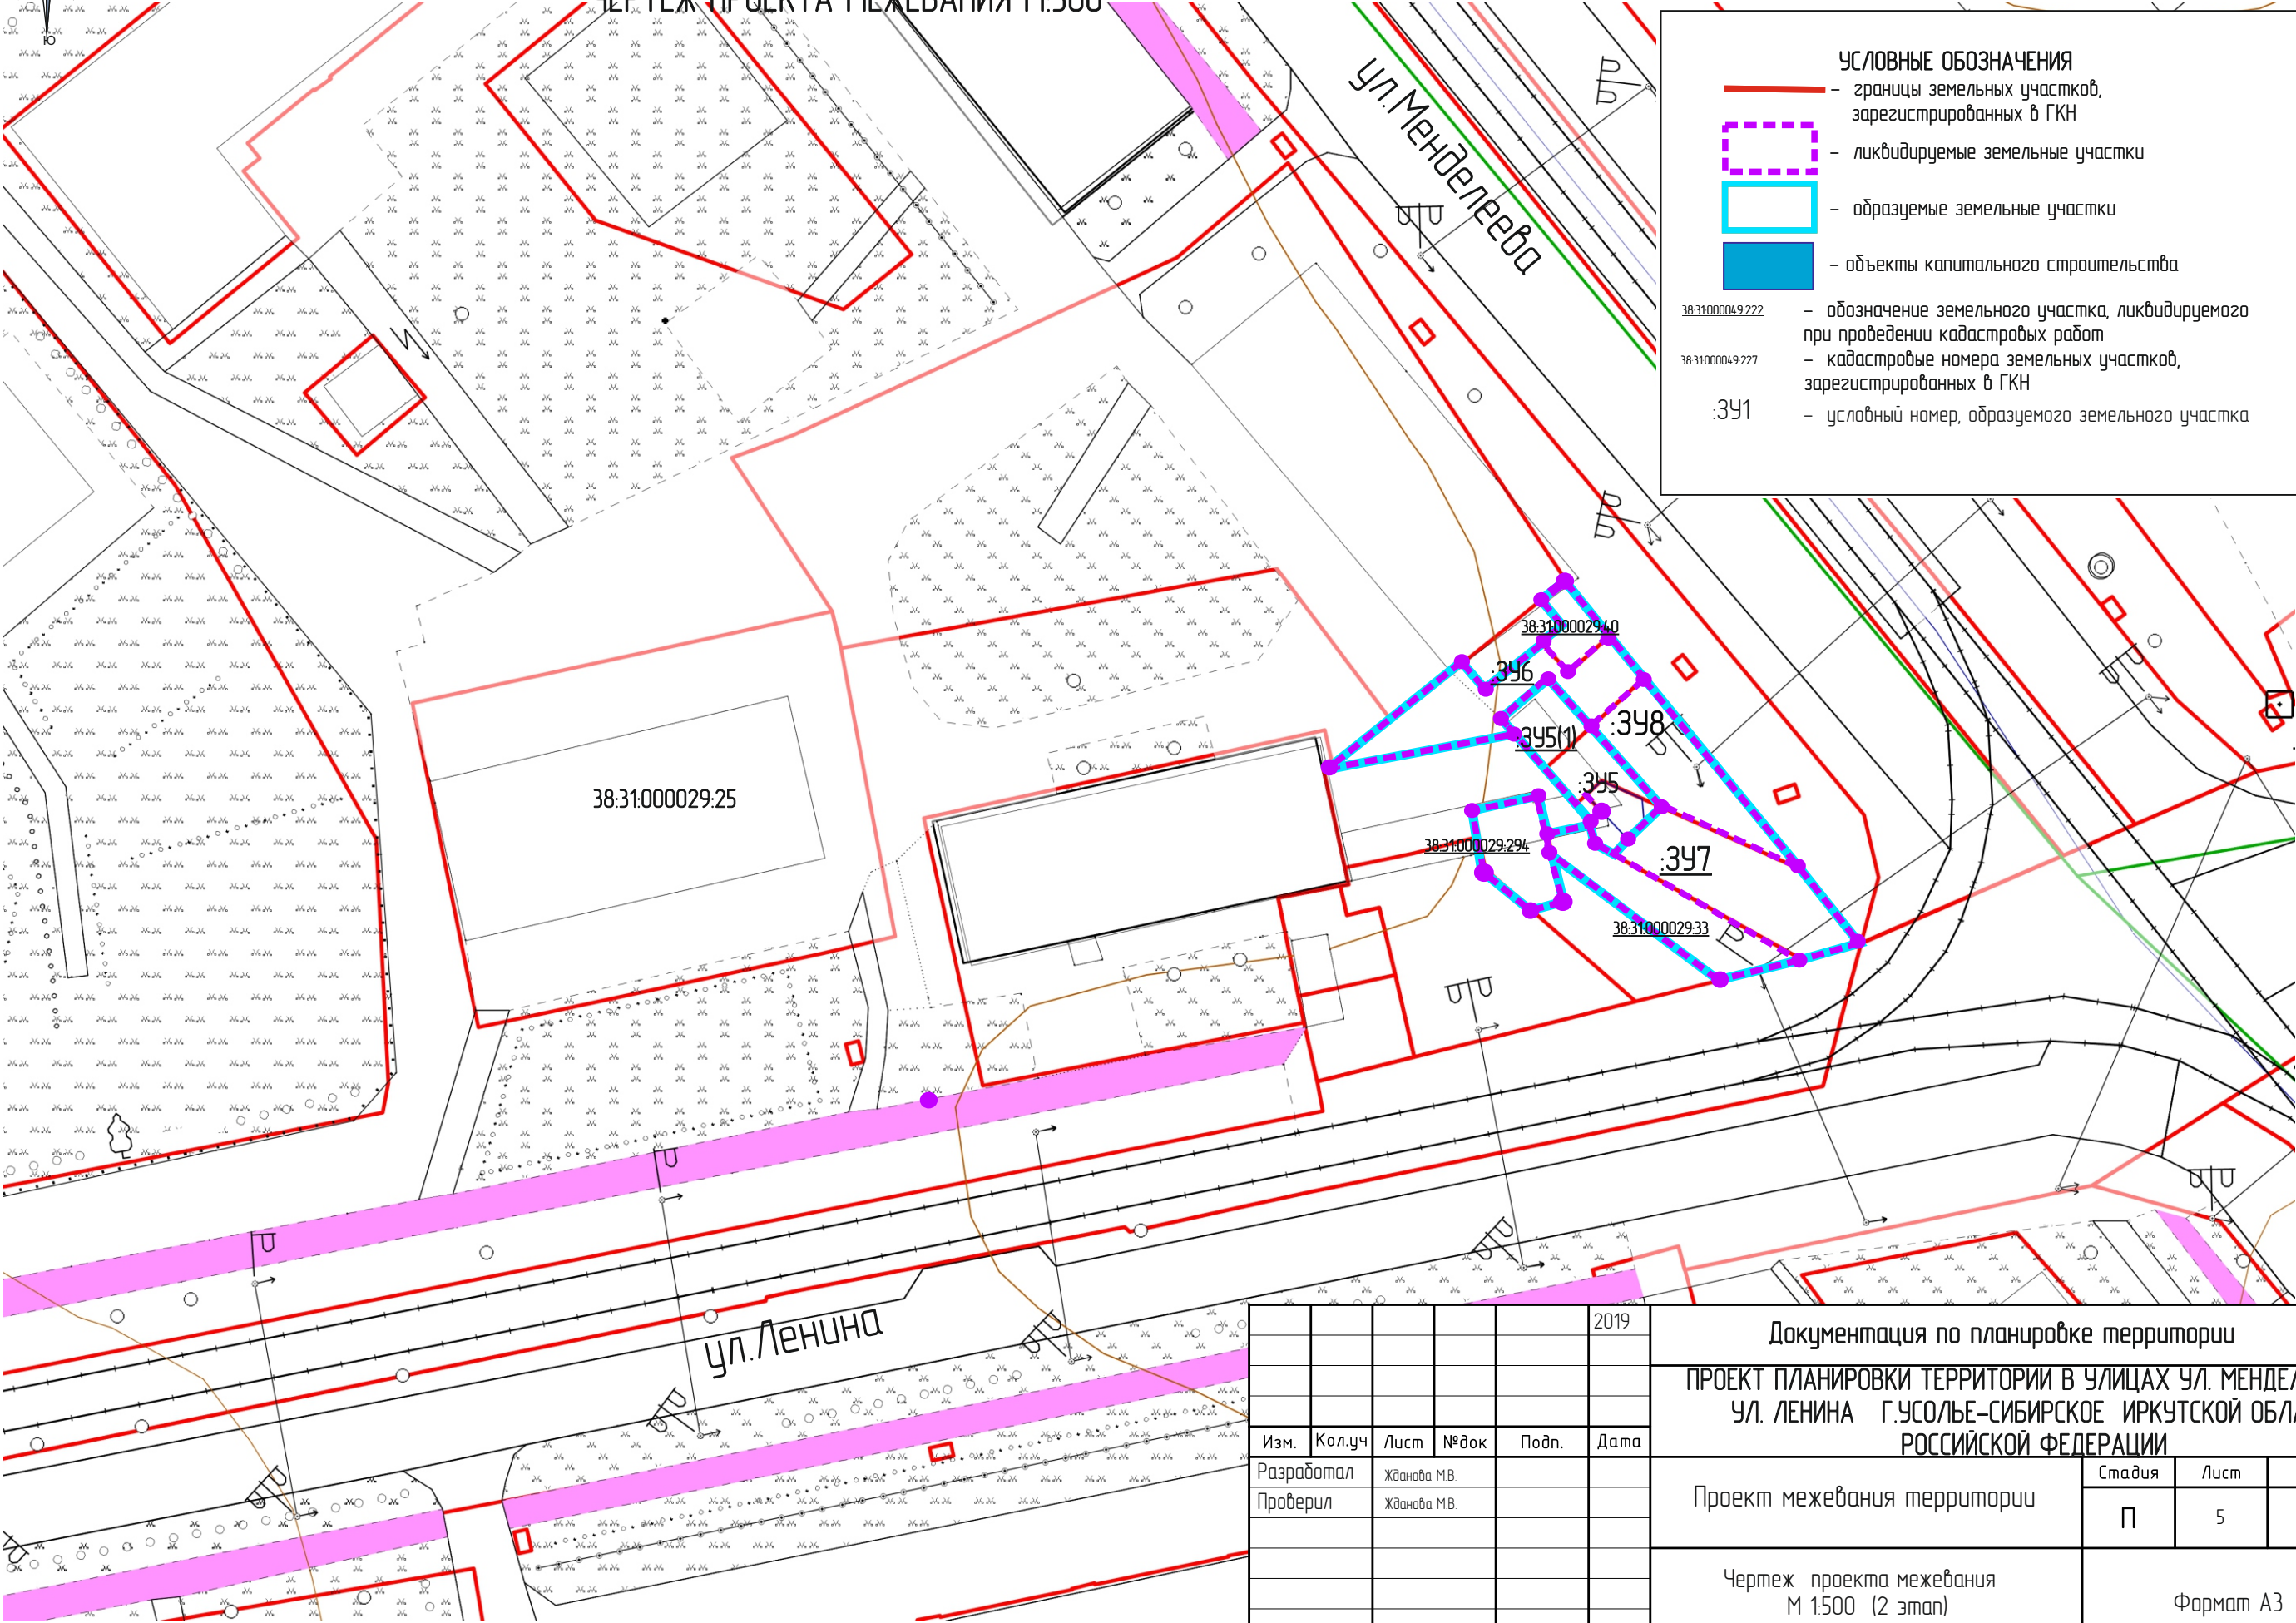 ЧЕРТЕЖ ПРОЕКТА МЕЖЕВАНИЯ М1:500
Ю
ул.Менделеева
УСЛОВНЫЕ ОБОЗНАЧЕНИЯ
– границы земельных участков,
зарегистрированных в ГКН
– ликвидируемые земельные участки
– образуемые земельные участки
– объекты капитального строительства
38:31:000049:222 – обозначение земельного участка, ликвидируемого
при проведении кадастровых работ
38:31:000049:227 – кадастровые номера земельных участков,
зарегистрированных в ГКН
:ЗУ1 – условный номер, образуемого земельного участка
38:31:000029:40
:ЗУ6
:ЗУ8
:ЗУ5(1)
:ЗУ5
38:31:000029:25
38:31:000029:294
:ЗУ7
38:31:000029:33
ул.Ленина
2019
Документация по планировке территории
ПРОЕКТ ПЛАНИРОВКИ ТЕРРИТОРИИ В УЛИЦАХ УЛ. МЕНДЕЛ
УЛ. ЛЕНИНА Г.УСОЛЬЕ-СИБИРСКОЕ ИРКУТСКОЙ ОБЛА
РОССИЙСКОЙ ФЕДЕРАЦИИ
Изм. Кол.уч Лист №док Подп. Дата
Разработал Жданова М.В.
Проверил Жданова М.В.
Проект межевания территории
Стадия Лист
П 5
Чертеж проекта межевания
М 1:500 (2 этап)
Формат А3